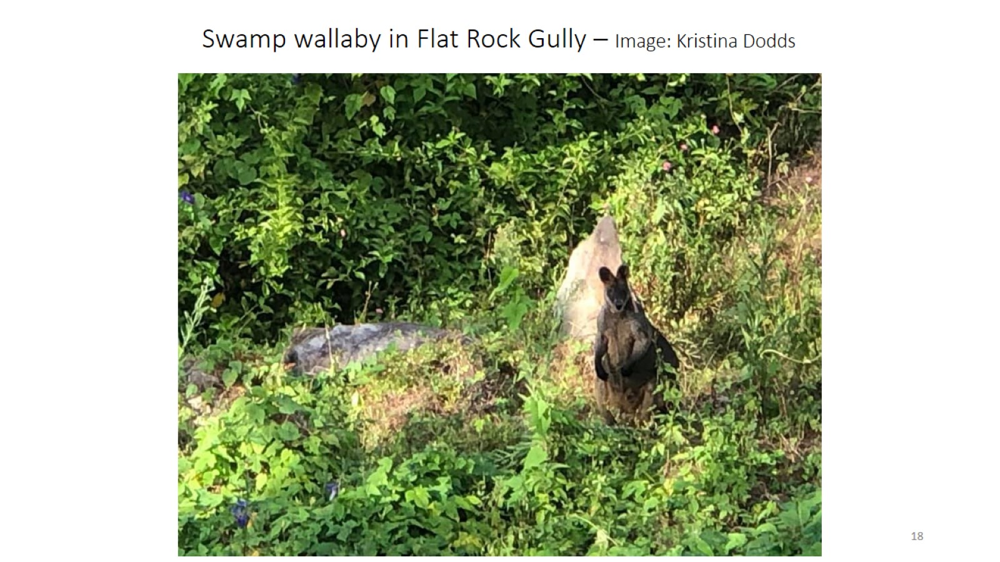 Swamp wallaby in Flat Rock Gully – Image: Kristina Dodds
18